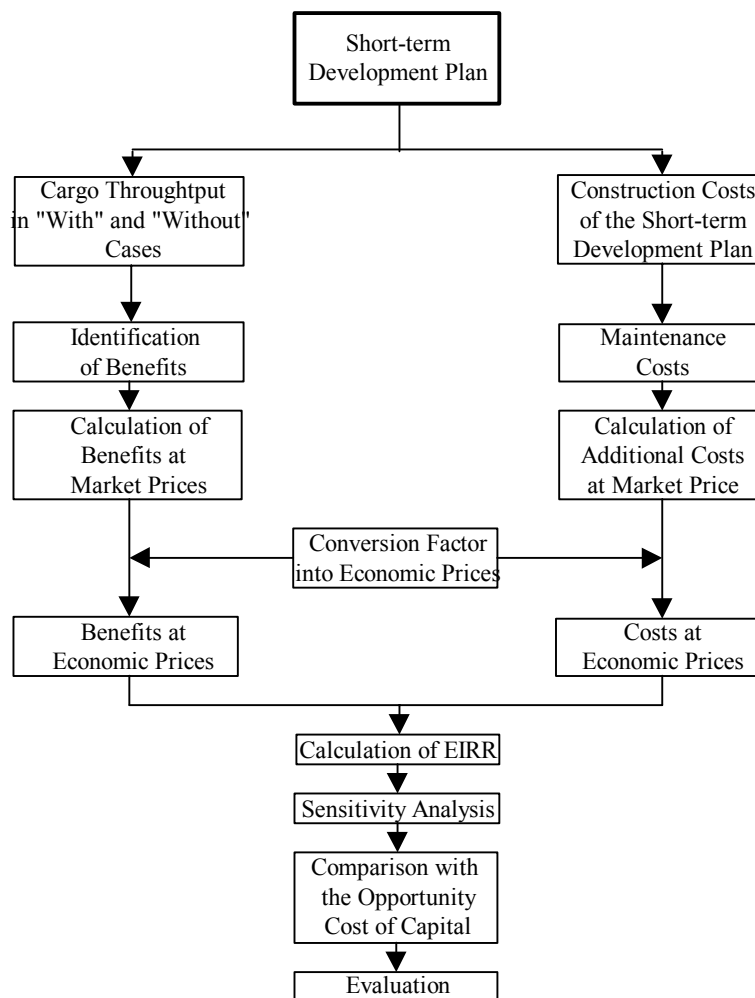 Short-term
Development Plan
Cargo Throughtput
in "With" and "Without"
Cases
Construction Costs
of the Short-term
Development Plan
Identification
of Benefits
Maintenance
Costs
Calculation of
Benefits at
Market Prices
Calculation of
Additional Costs
at Market Price
Conversion Factor
into Economic Prices
Benefits at
Economic Prices
Costs at
Economic Prices
Calculation of EIRR
Sensitivity Analysis
Comparison with
the Opportunity
Cost of Capital
Evaluation